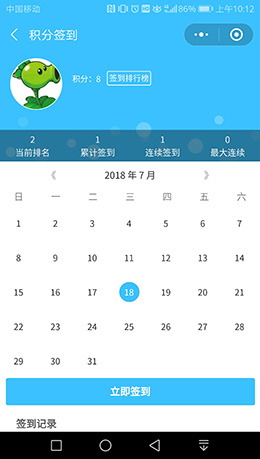 中国移动 86% 上午10:12
积分签到
积分：8 签到排行榜
2 1 1 0
当前排名 累计签到 连续签到 最大连续
《 2018 年 7 月 》
日 一 二 三 四 五 六
1 2 3 4 5 6 7
8 9 10 11 12 13 14
15 16 17 18 19 20 21
22 23 24 25 26 27 28
29 30 31
立即签到
签到记录